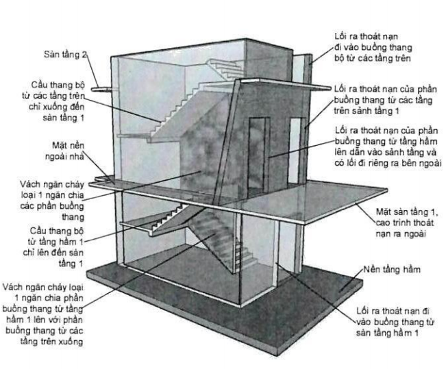 Sàn tầng 2
Cầu thang bộ
từ các tầng trên
chỉ xuống đến
sàn tầng 1
Mặt nền
ngoài nhà
Vách ngăn cháy
loại 1 ngăn chia
các phần buồng
thang
Cầu thang bộ
từ tầng hầm 1
chỉ lên đến sàn
tầng 1
Vách ngăn cháy loại
1 ngăn chia phần
buồng thang từ tầng
hầm 1 lên với phần
buồng thang từ các
tầng trên xuống
Lối ra thoát nạn
đi vào buồng thang
bộ từ các tầng trên
Lối ra thoát nạn của phần
buồng thang từ các tầng
trên sảnh tầng 1
Lối ra thoát nạn của phần
buồng thang từ tầng hầm
lên dẫn vào sảnh tầng và
có lối đi riêng ra bên ngoài
Mặt sàn tầng 1,
cao trình thoát
nạn ra ngoài
Nền tầng hầm
Lối ra thoát nạn đi
vào buồng thang từ
sàn tầng hầm 1